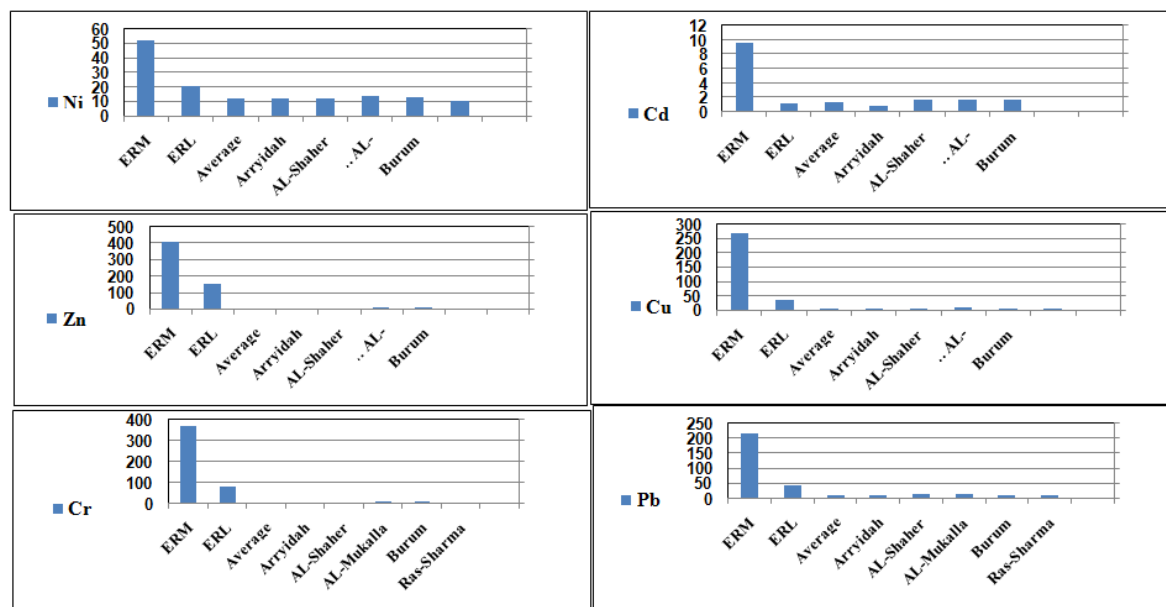 60
50
40
30
20
10
0
Ni
ERM
ERL
Average
Arryidah
AL-Shaher
.. AL-
Burum
12
10
8
6
4
2
0
Cd
ERM
ERL
Average
Arryidah
AL-Shaher
.. AL-
Burum
500
400
300
200
100
0
Zn
ERM
ERL
Average
Arryidah
AL-Shaher
.. AL-
Burum
300
250
200
150
100
50
0
Cu
ERM
ERL
Average
Arryidah
AL-Shaher
.. AL-
Burum
400
300
200
100
0
Cr
ERM
ERL
Average
Arryidah
AL-Shaher
AL-Mukalla
Burum
Ras-Sharma
250
200
150
100
50
0
Pb
ERM
ERL
Average
Arryidah
AL-Shaher
AL-Mukalla
Burum
Ras-Sharma